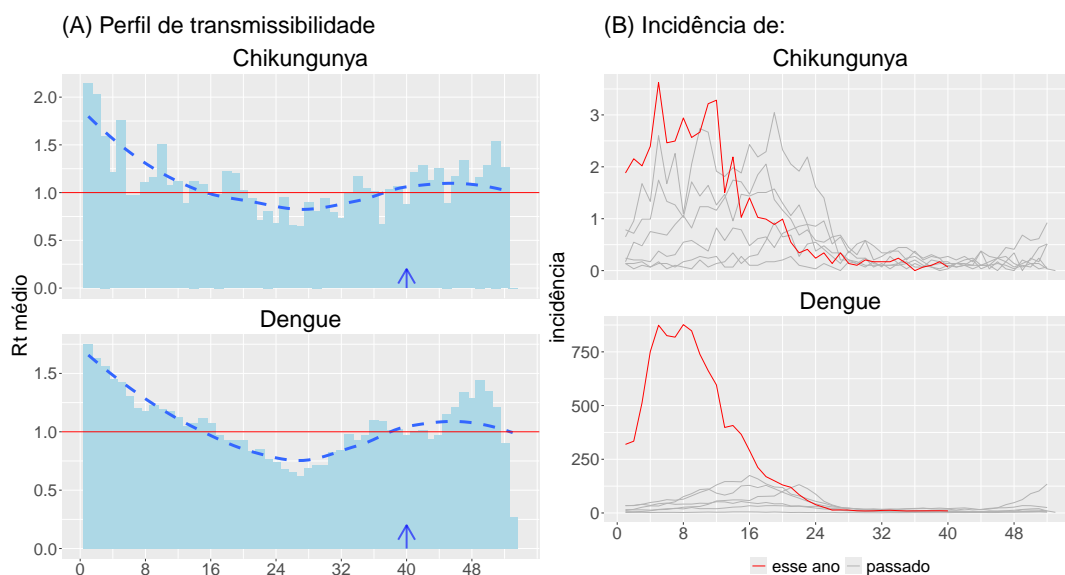 (A) Perfil de transmissibilidade
Chikungunya
2.0
1.5
1.0
0.5
0.0
Dengue
1.5
1.0
0.5
0.0
0 8 16 24 32 40 48
Rt médio
(B) Incidência de:
Chikungunya
3
2
1
0
Dengue
750
500
250
0
0 8 16 24 32 40 48
incidência
esse ano passado